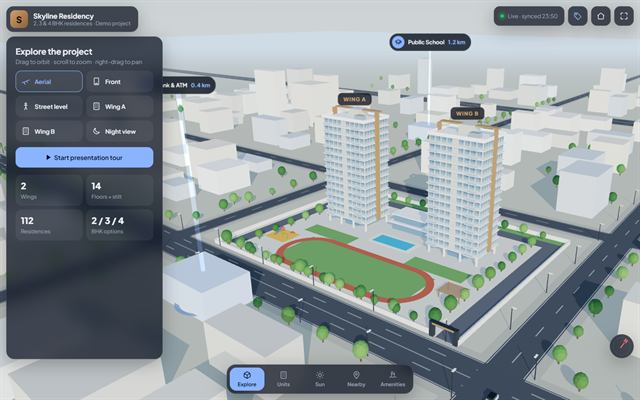 S
Skyline Residency
2, 3 & 4 BHK residences · Demo project
Live · synced 23:50
Public School 1.2 km
Explore the project
Drag to orbit · scroll to zoom · right-drag to pan
Aerial
Front
nk & ATM 0.4 km
Street level
Wing A
Wing B
Night view
WING A
WING B
Start presentation tour
2
Wings
14
Floors + stilt
112
Residences
2 / 3 / 4
BHK options
Explore
Units
Sun
Nearby
Amenities